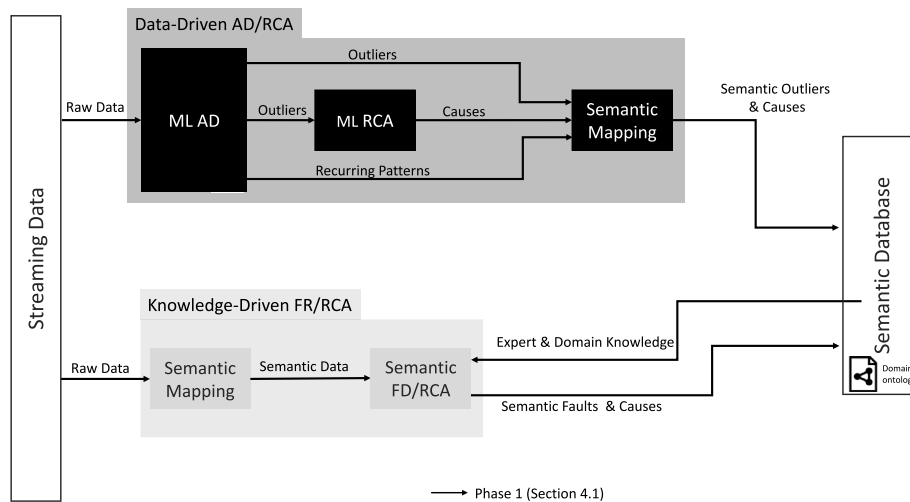 Data-Driven AD/RCA
Streaming Data
Raw Data
ML AD
Outliers
Outliers
ML RCA
Causes
Recurring Patterns
Semantic
Mapping
Semantic Outliers
& Causes
Semantic Database
Domain
ontolog
Knowledge-Driven FR/RCA
Raw Data
Semantic
Mapping
Semantic Data
Semantic
FD/RCA
Expert & Domain Knowledge
Semantic Faults & Causes
Phase 1 (Section 4.1)